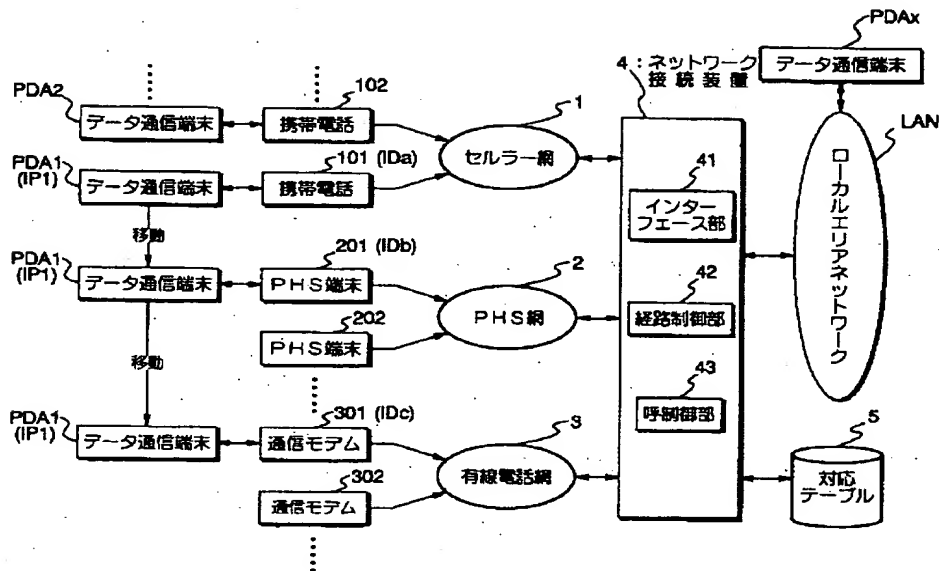 PDAx
データ通信端末
4：ネットワーク
接続装置
LAN
ローカルエリアネットワーク
PDA2
データ通信端末
102
携帯電話
1
セルラー網
PDA1
(IP1)
データ通信端末
101 (IDa)
携帯電話
41
インター
フェース部
移動
PDA1
(IP1)
データ通信端末
201 (IDb)
PHS端末
2
PHS網
42
経路制御部
202
PHS端末
移動
43
呼制御部
PDA1
(IP1)
データ通信端末
301 (IDc)
通信モデム
3
有線電話網
5
対応
テーブル
302
通信モデム